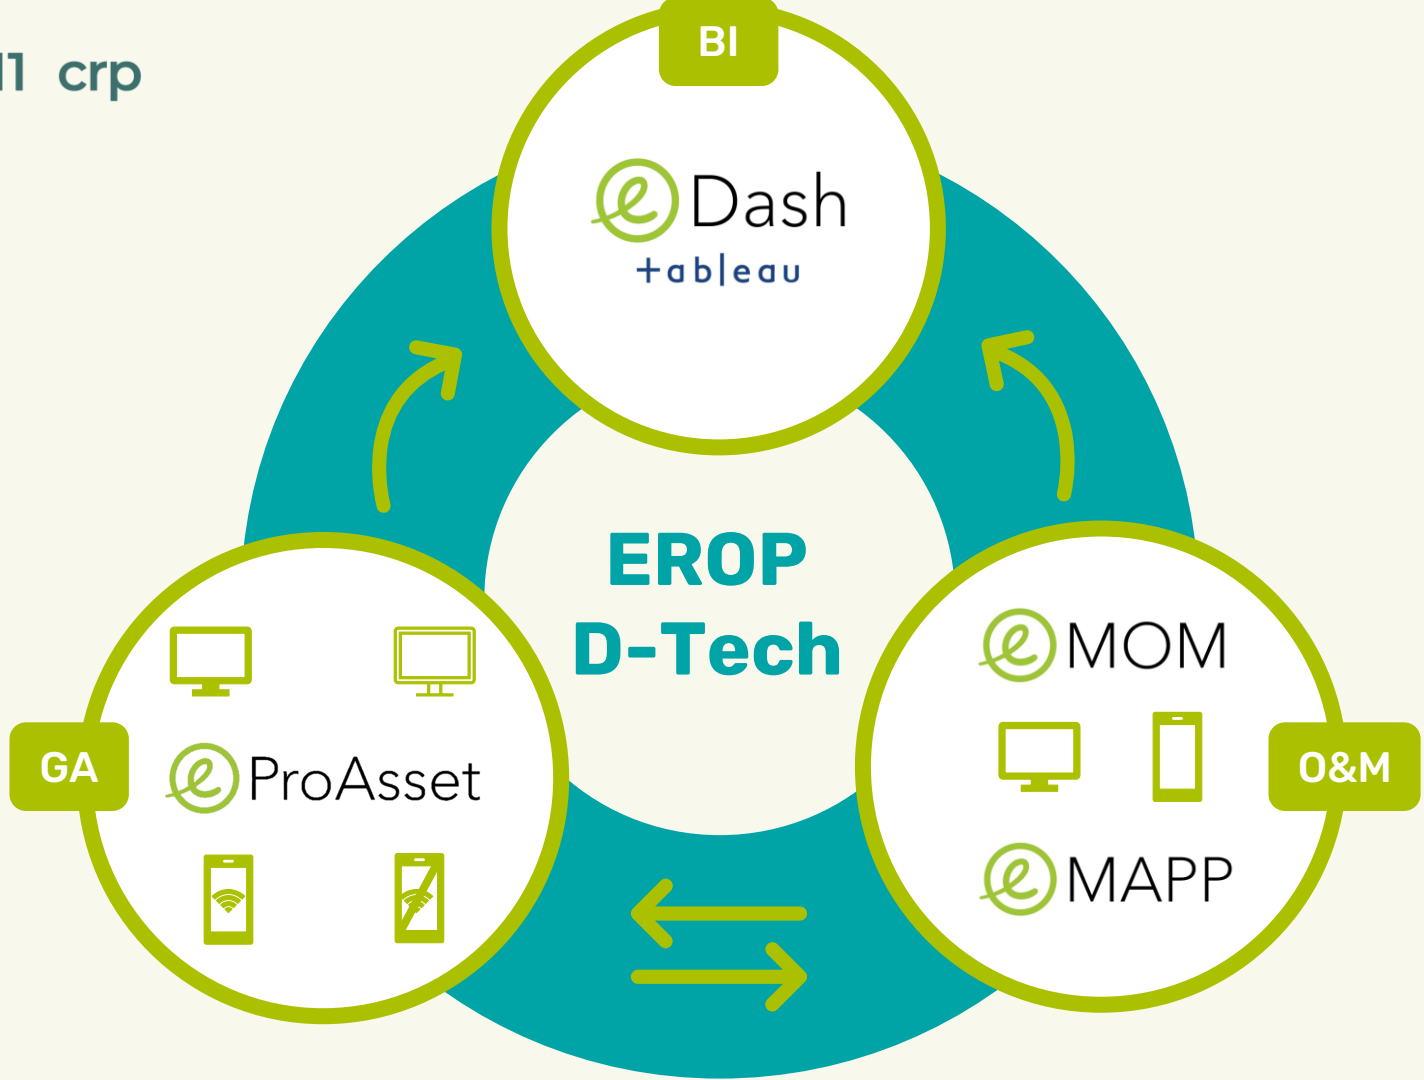 crp
BI
e Dash
+ableau
EROP
D-Tech
GA
e ProAsset
e MOM
O&M
e MAPP